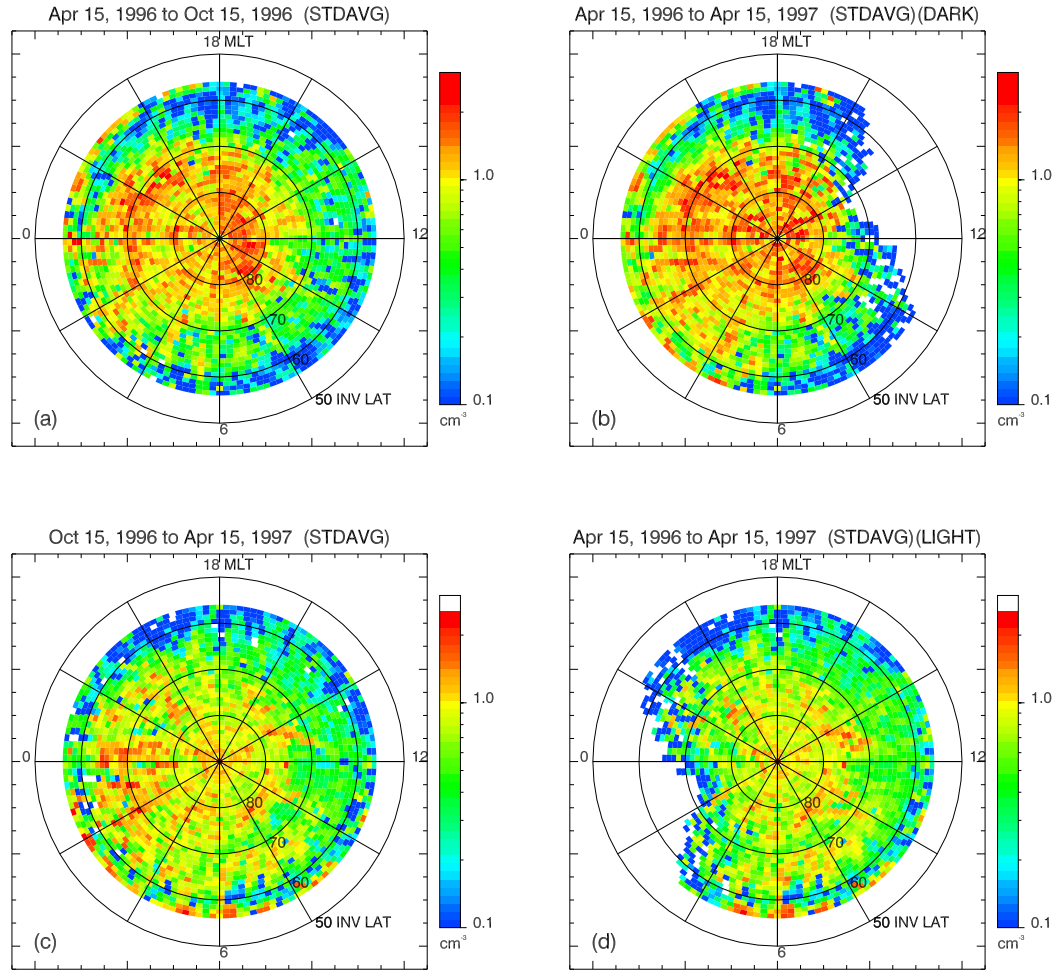 Apr 15, 1996 to Oct 15, 1996 (STDAVG)
18 MLT
0
12
1.0
80
70
60
50 INV LAT
0.1
cm-3
(a)
6
Apr 15, 1996 to Apr 15, 1997 (STDAVG)(DARK)
18 MLT
0
12
1.0
80
70
60
50 INV LAT
0.1
cm-3
(b)
6
Oct 15, 1996 to Apr 15, 1997 (STDAVG)
18 MLT
0
12
1.0
80
70
60
50 INV LAT
0.1
cm-3
(c)
6
Apr 15, 1996 to Apr 15, 1997 (STDAVG)(LIGHT)
18 MLT
0
12
1.0
80
70
60
50 INV LAT
0.1
cm-3
(d)
6